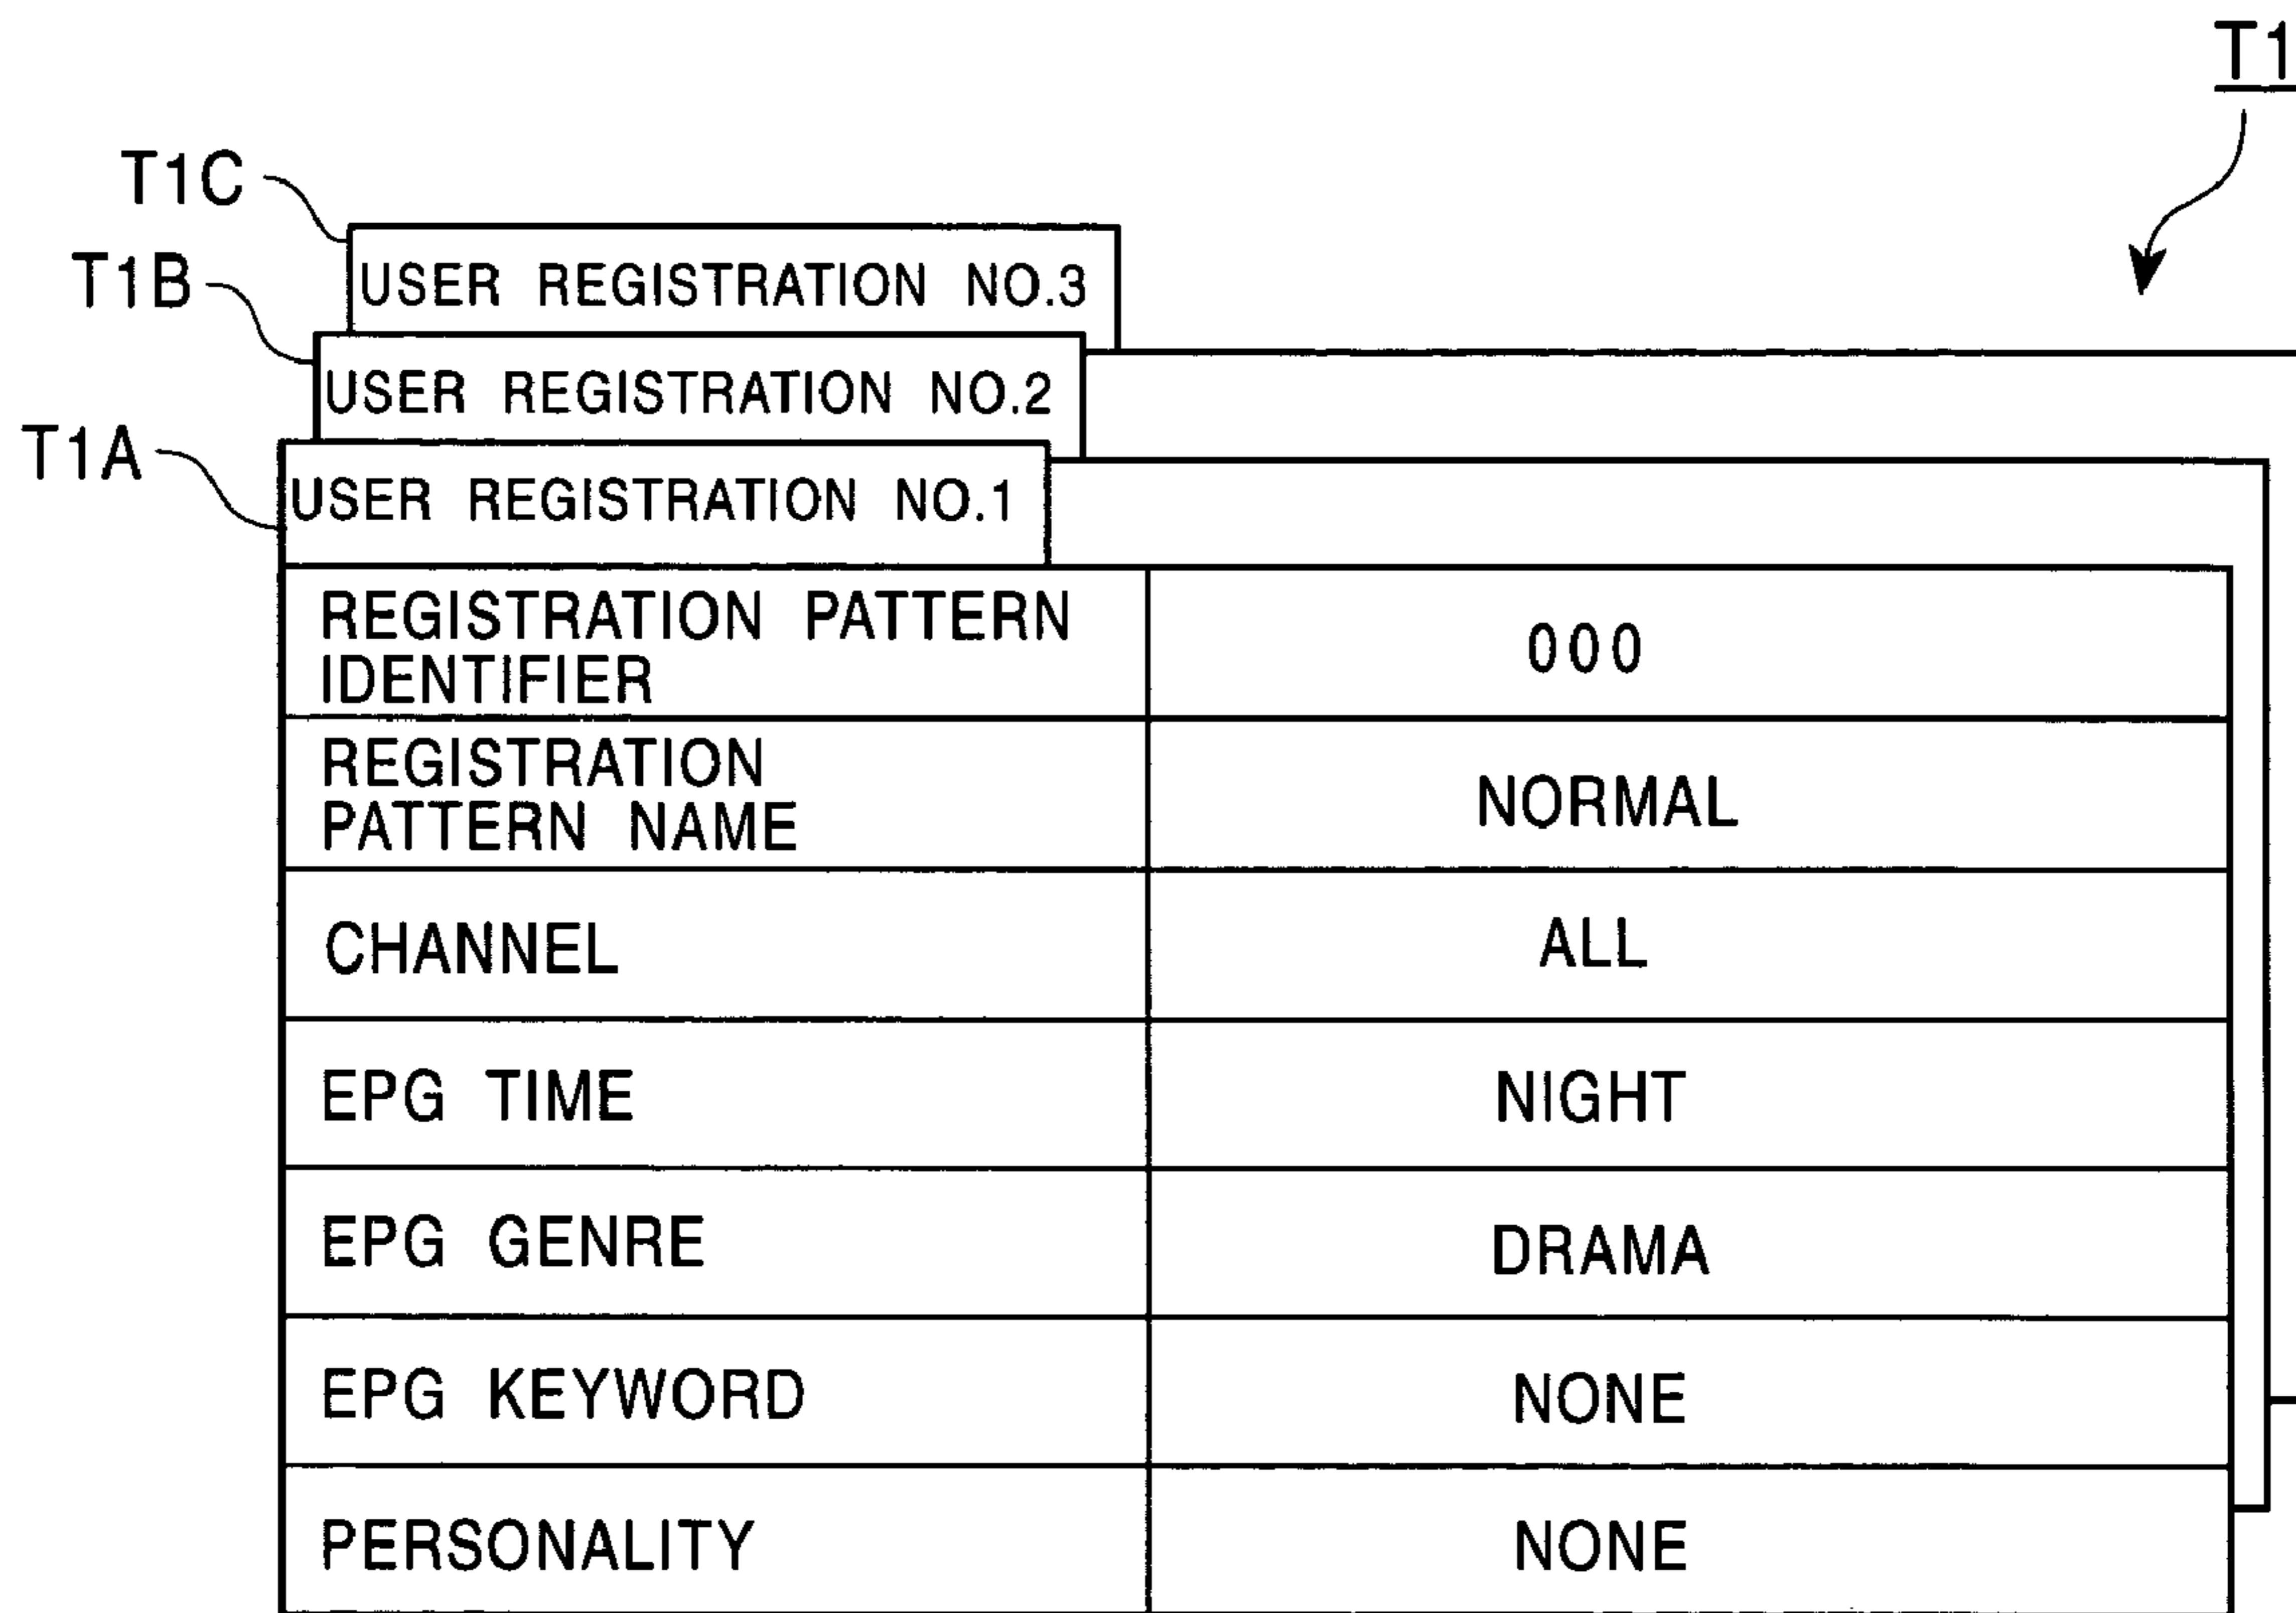 T1
T1C
USER REGISTRATION NO.3
T1B
USER REGISTRATION NO.2
T1A
USER REGISTRATION NO.1
REGISTRATION PATTERN
IDENTIFIER
000
REGISTRATION
PATTERN NAME
NORMAL
CHANNEL
ALL
EPG TIME
NIGHT
EPG GENRE
DRAMA
EPG KEYWORD
NONE
PERSONALITY
NONE